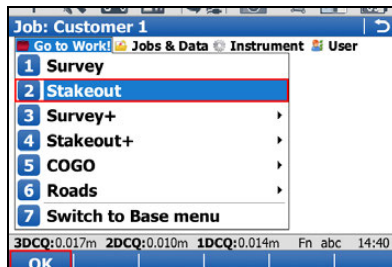 Job: Customer 1
Go to Work! Jobs & Data Instrument User
1 Survey
2 Stakeout
3 Survey+
4 Stakeout+
5 COGO
6 Roads
7 Switch to Base menu
3DCQ:0.017m 2DCQ:0.010m 1DCQ:0.014m Fn abc 14:40
OK